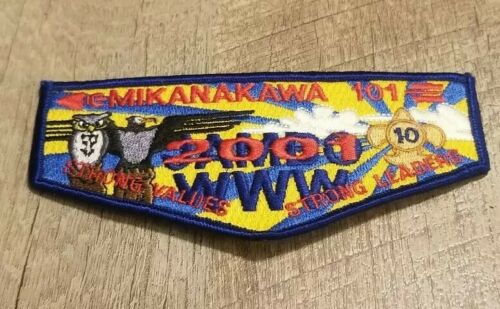 MIKANAKAWA 101
2001
10
WWW
STRONG VALUES STRONG LEADERS